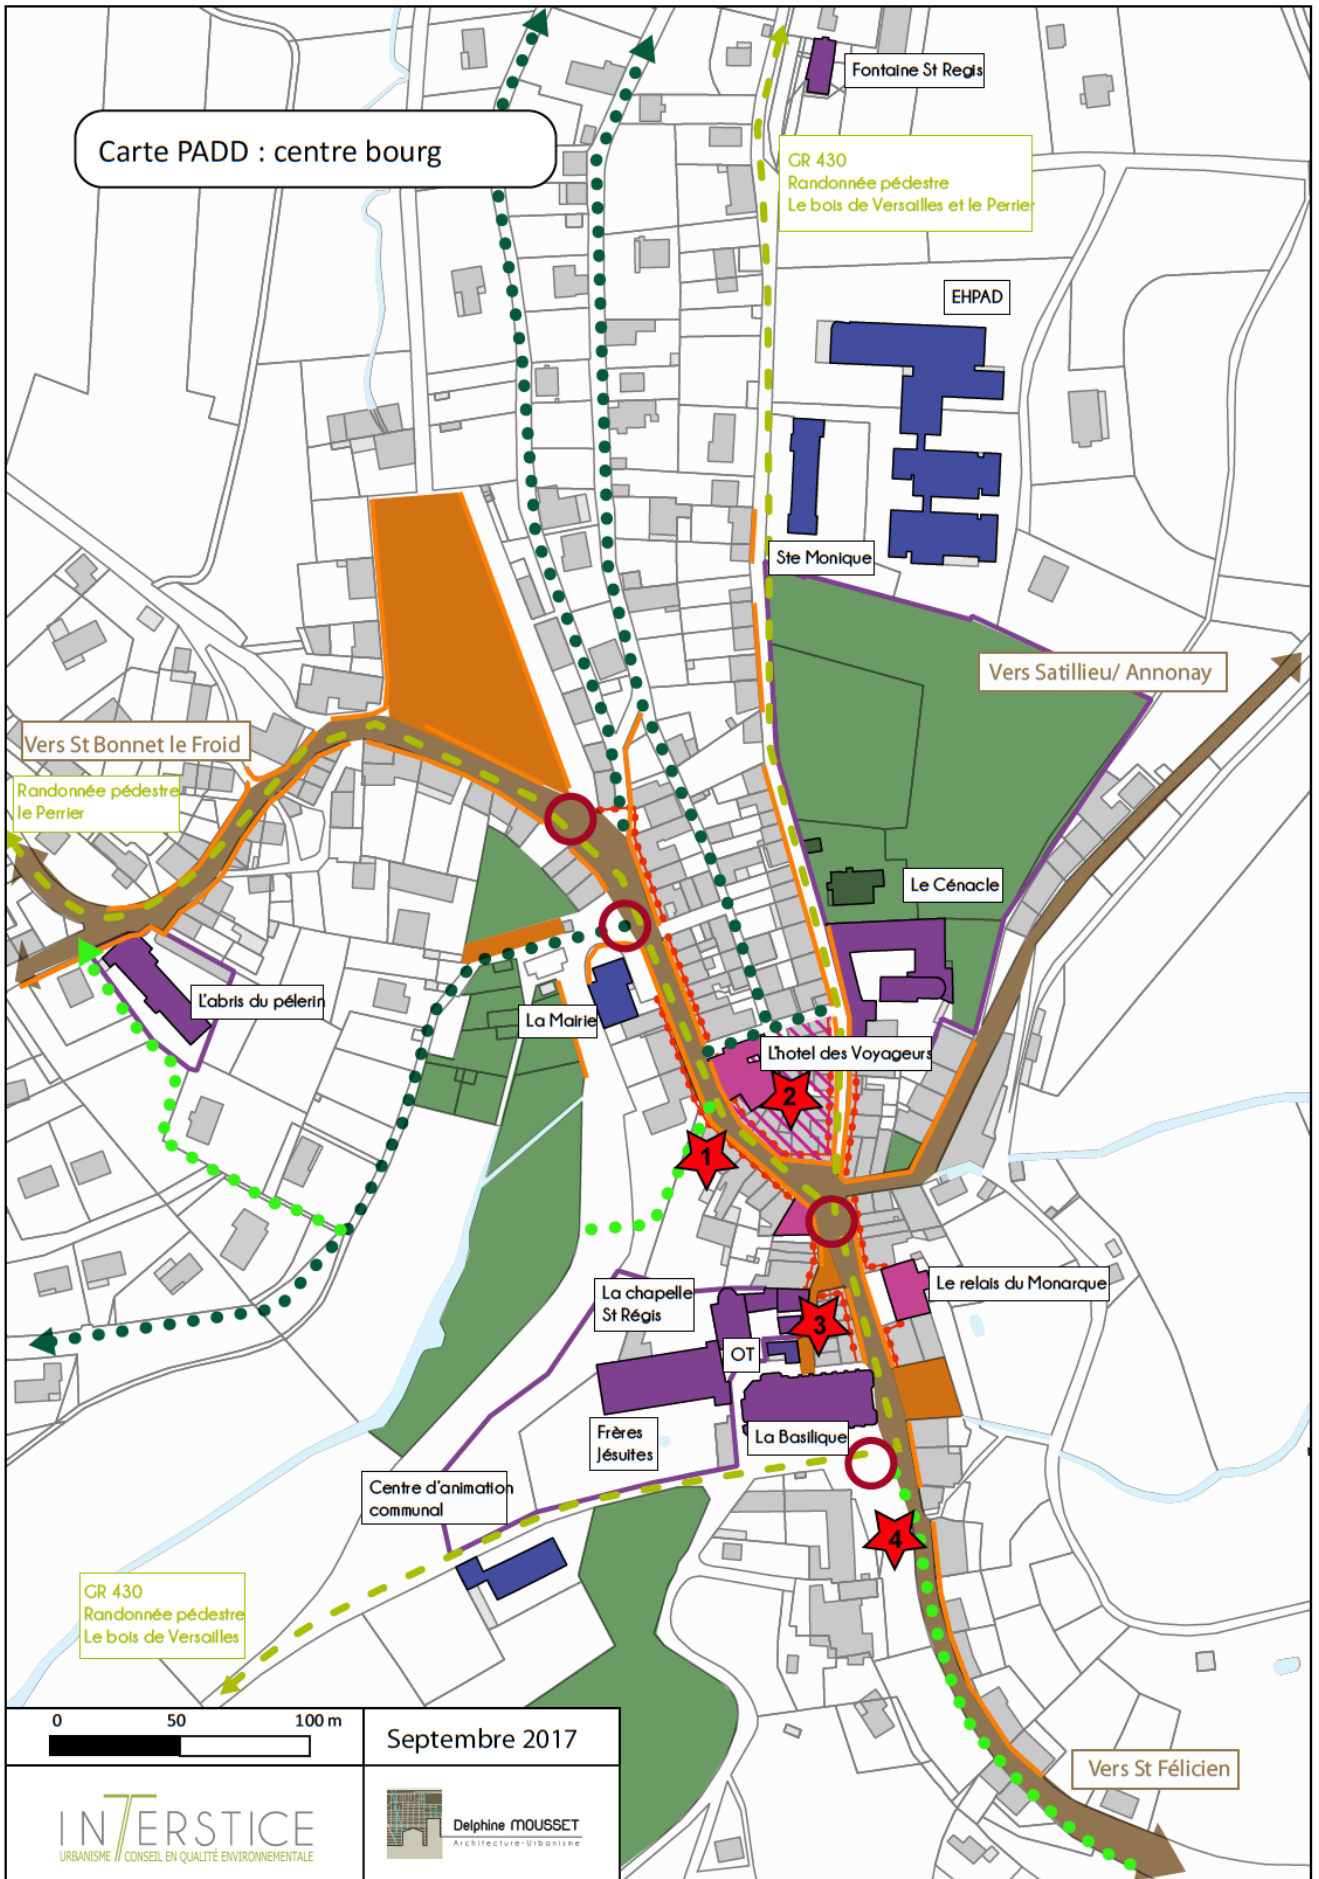 Fontaine St Regis
Carte PADD : centre bourg
GR 430
Randonnée pédestre
Le bois de Versailles et le Perrier
EHPAD
Ste Monique
Vers Satillieu/ Annonay
Vers St Bonnet le Froid
Randonnée pédestre
le Perrier
Le Cénacle
L'abris du pélerin
La Mairie
L'hotel des Voyageurs
2
1
La chapelle
St Régis
Le relais du Monarque
3
OT
Frères
Jésuites
La Basilique
Centre d'animation
communal
4
GR 430
Randonnée pédestre
Le bois de Versailles
0 50 100 m
Septembre 2017
Vers St Félicien
INTERSTICE
URBANISME CONSEIL EN QUALITÉ ENVIRONNEMENTALE
Delphine MOUSSET
Architecture-Urbanisme